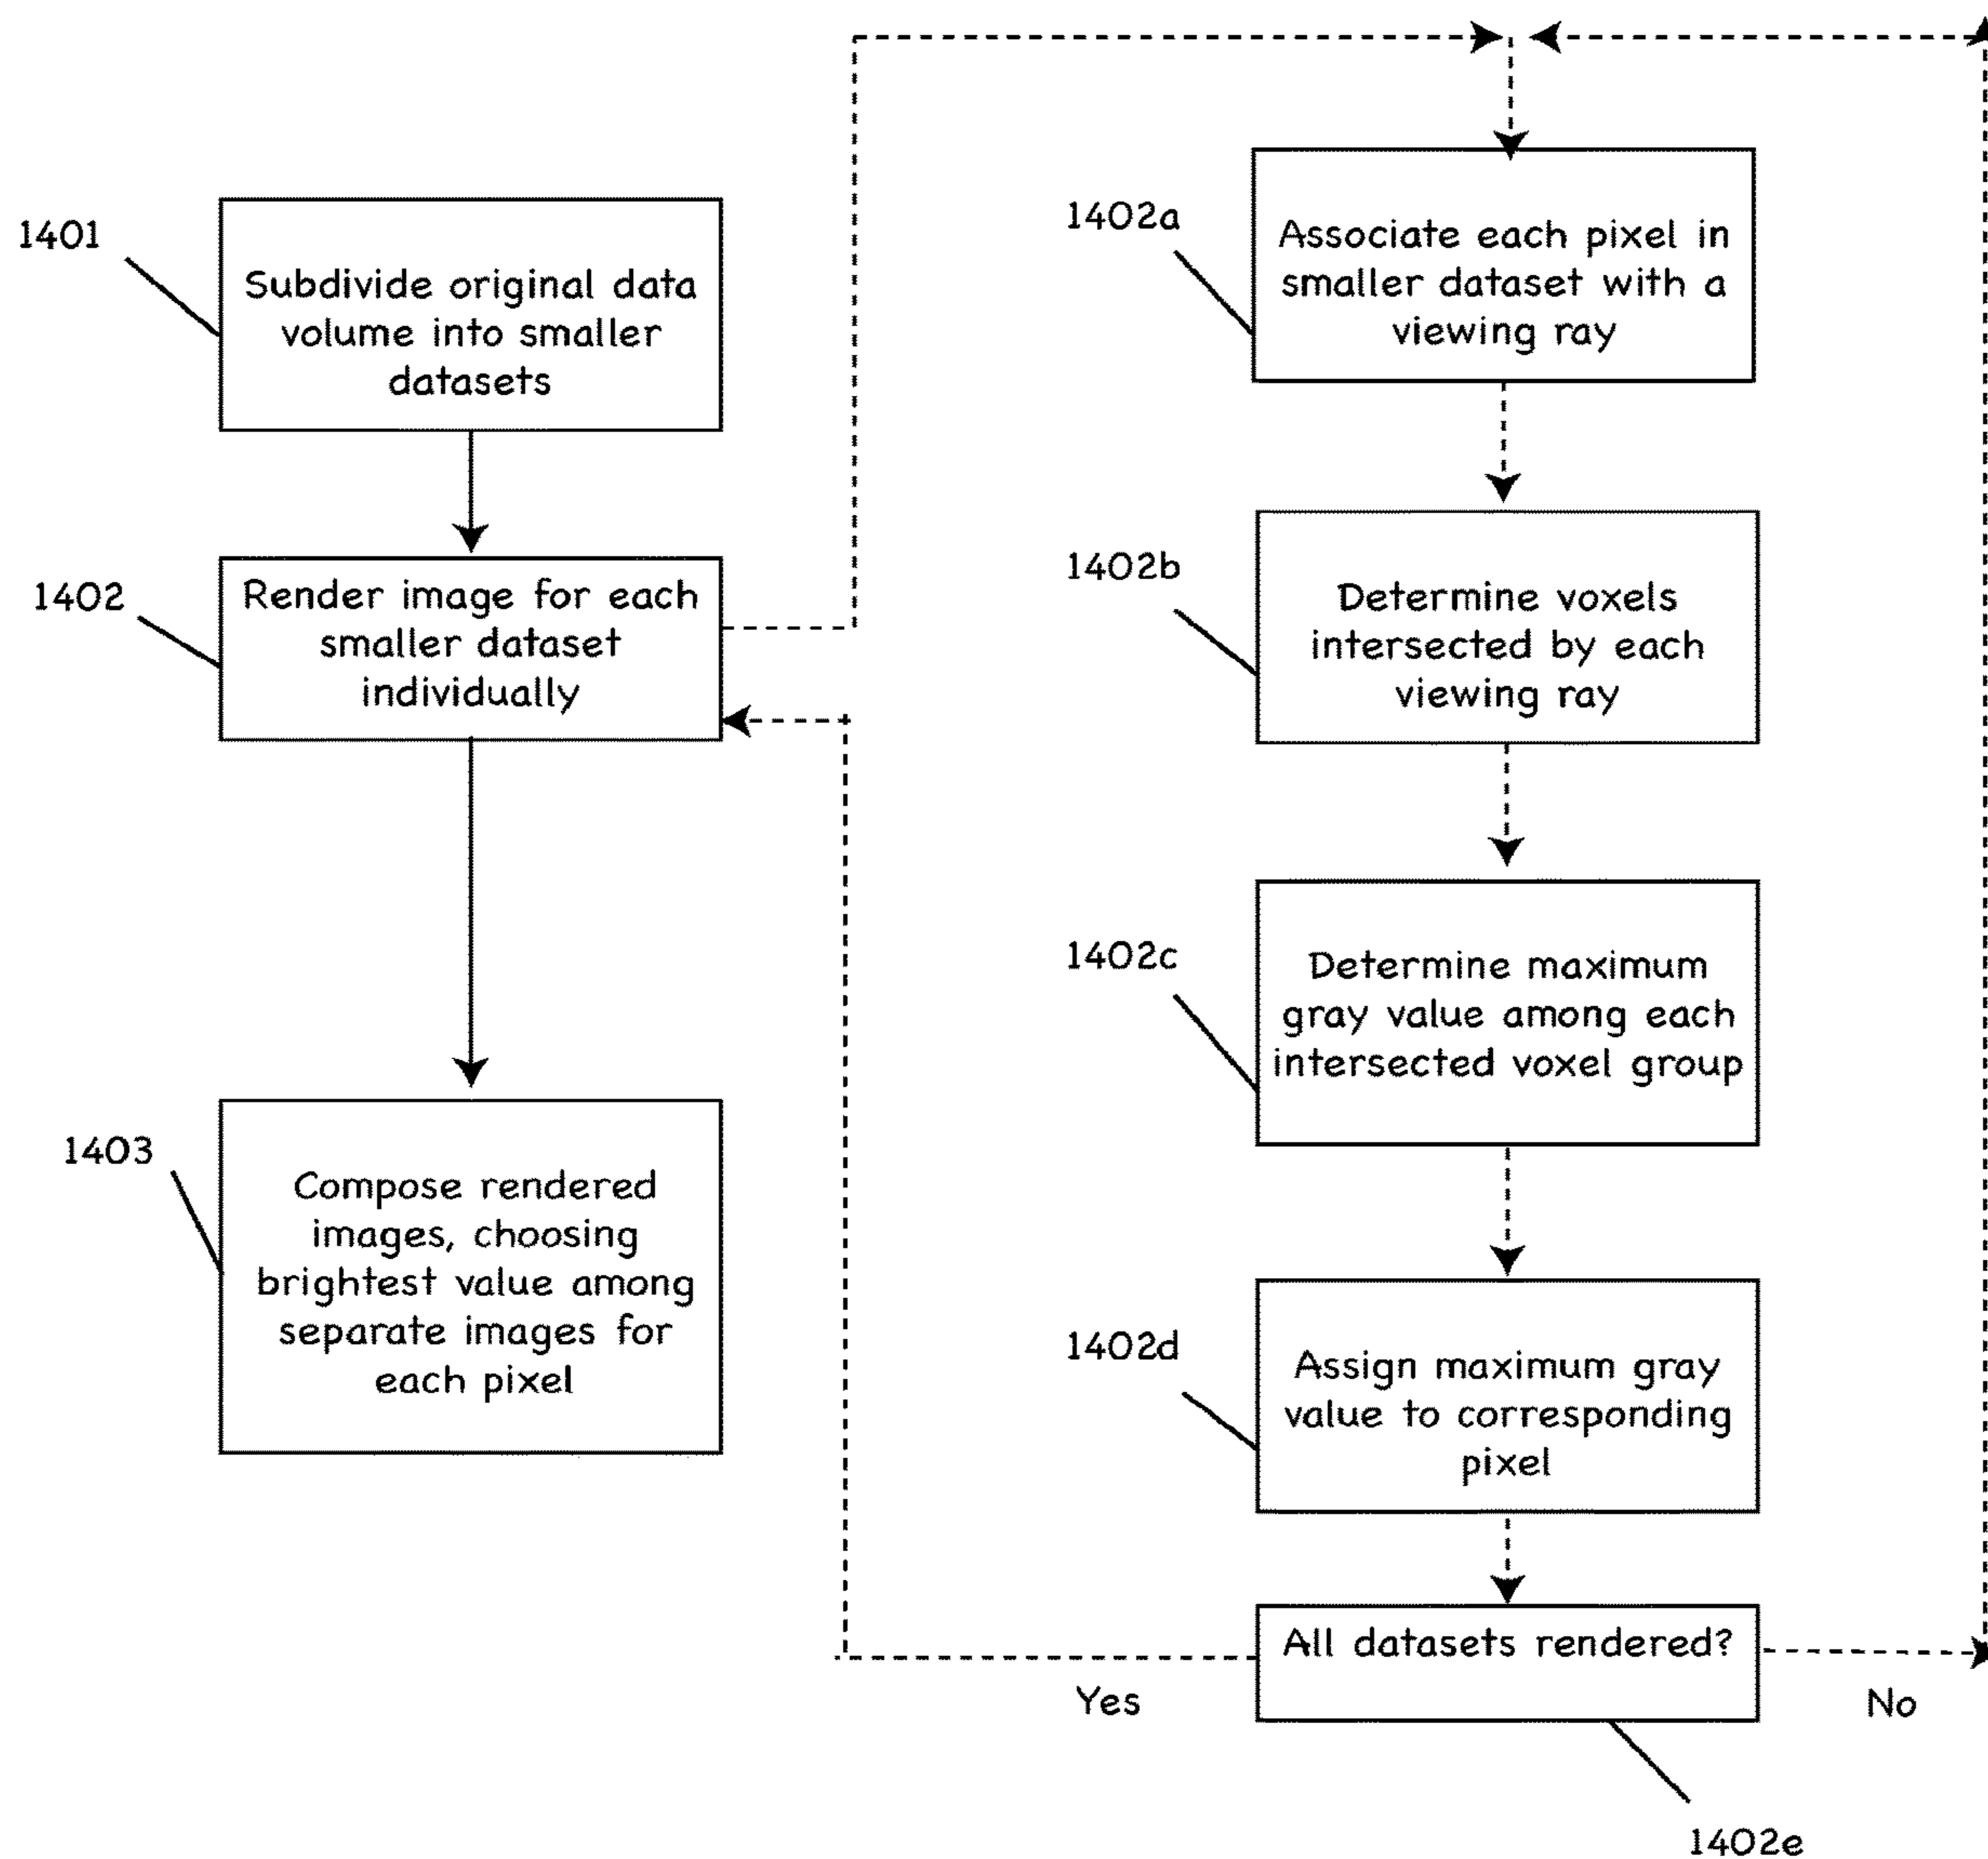 1401
Subdivide original data
volume into smaller
datasets
1402
Render image for each
smaller dataset
individually
1403
Compose rendered
images, choosing
brightest value among
separate images for
each pixel
1402a
Associate each pixel in
smaller dataset with a
viewing ray
1402b
Determine voxels
intersected by each
viewing ray
1402c
Determine maximum
gray value among each
intersected voxel group
1402d
Assign maximum gray
value to corresponding
pixel
All datasets rendered?
Yes
No
1402e